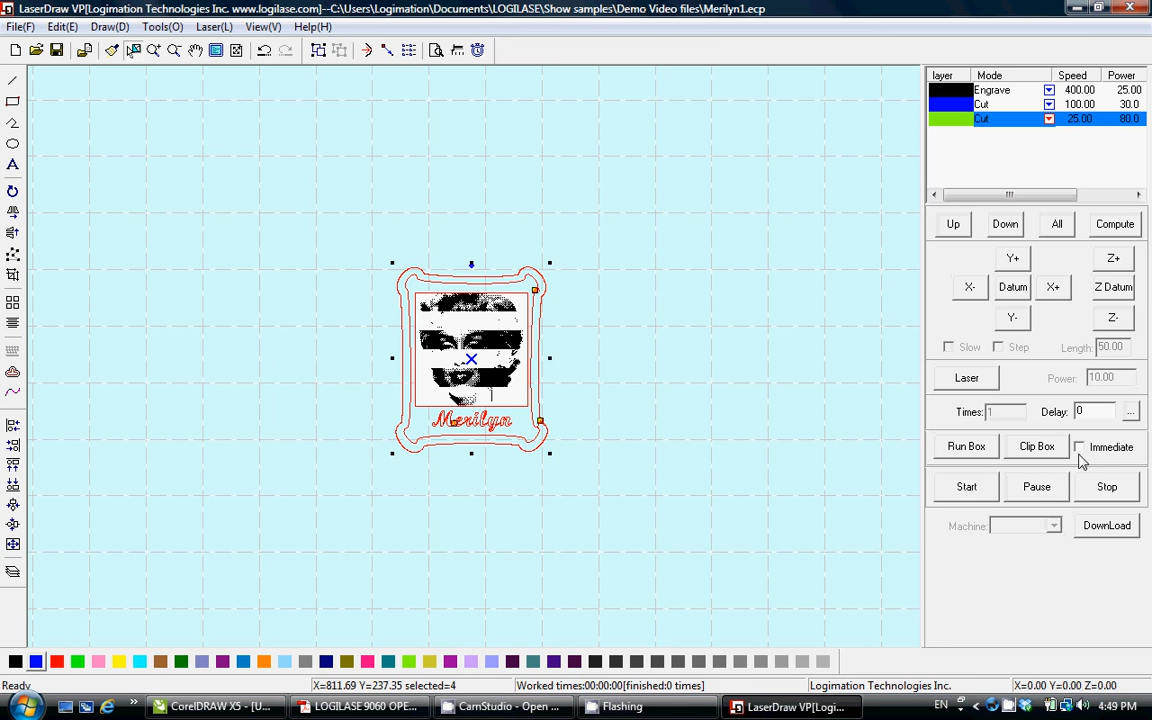 LaserDraw VP[Logimation Technologies Inc. www.logilase.com]--C:\Users\Logimation\Documents\LOGILASE\Show samples\Demo Video files\Merilyn1.ecp
File(F) Edit(E) Draw(D) Tools(O) Laser(L) View(V) Help(H)
layer Mode Speed Power
Engrave 400.00 25.00
Cut 100.00 30.0
Cut 25.00 80.0
Up Down All Compute
Y+ Z+
X- Datum X+ Z Datum
Y- Z-
Slow Step Length: 50.00
Laser Power: 10.00
Times: 1 Delay: 0 ...
Run Box Clip Box Immediate
Start Pause Stop
Machine: DownLoad
Merilyn
Ready X=811.69 Y=237.35 selected=4 Worked times:00:00:00[finished:0 times] Logimation Technologies Inc. X=0.00 Y=0.00 Z=0.00
CorelDRAW X5 - [U... LOGILASE 9060 OPE... CamStudio - Open ... Flashing LaserDraw VP[Logi... EN 4:49 PM